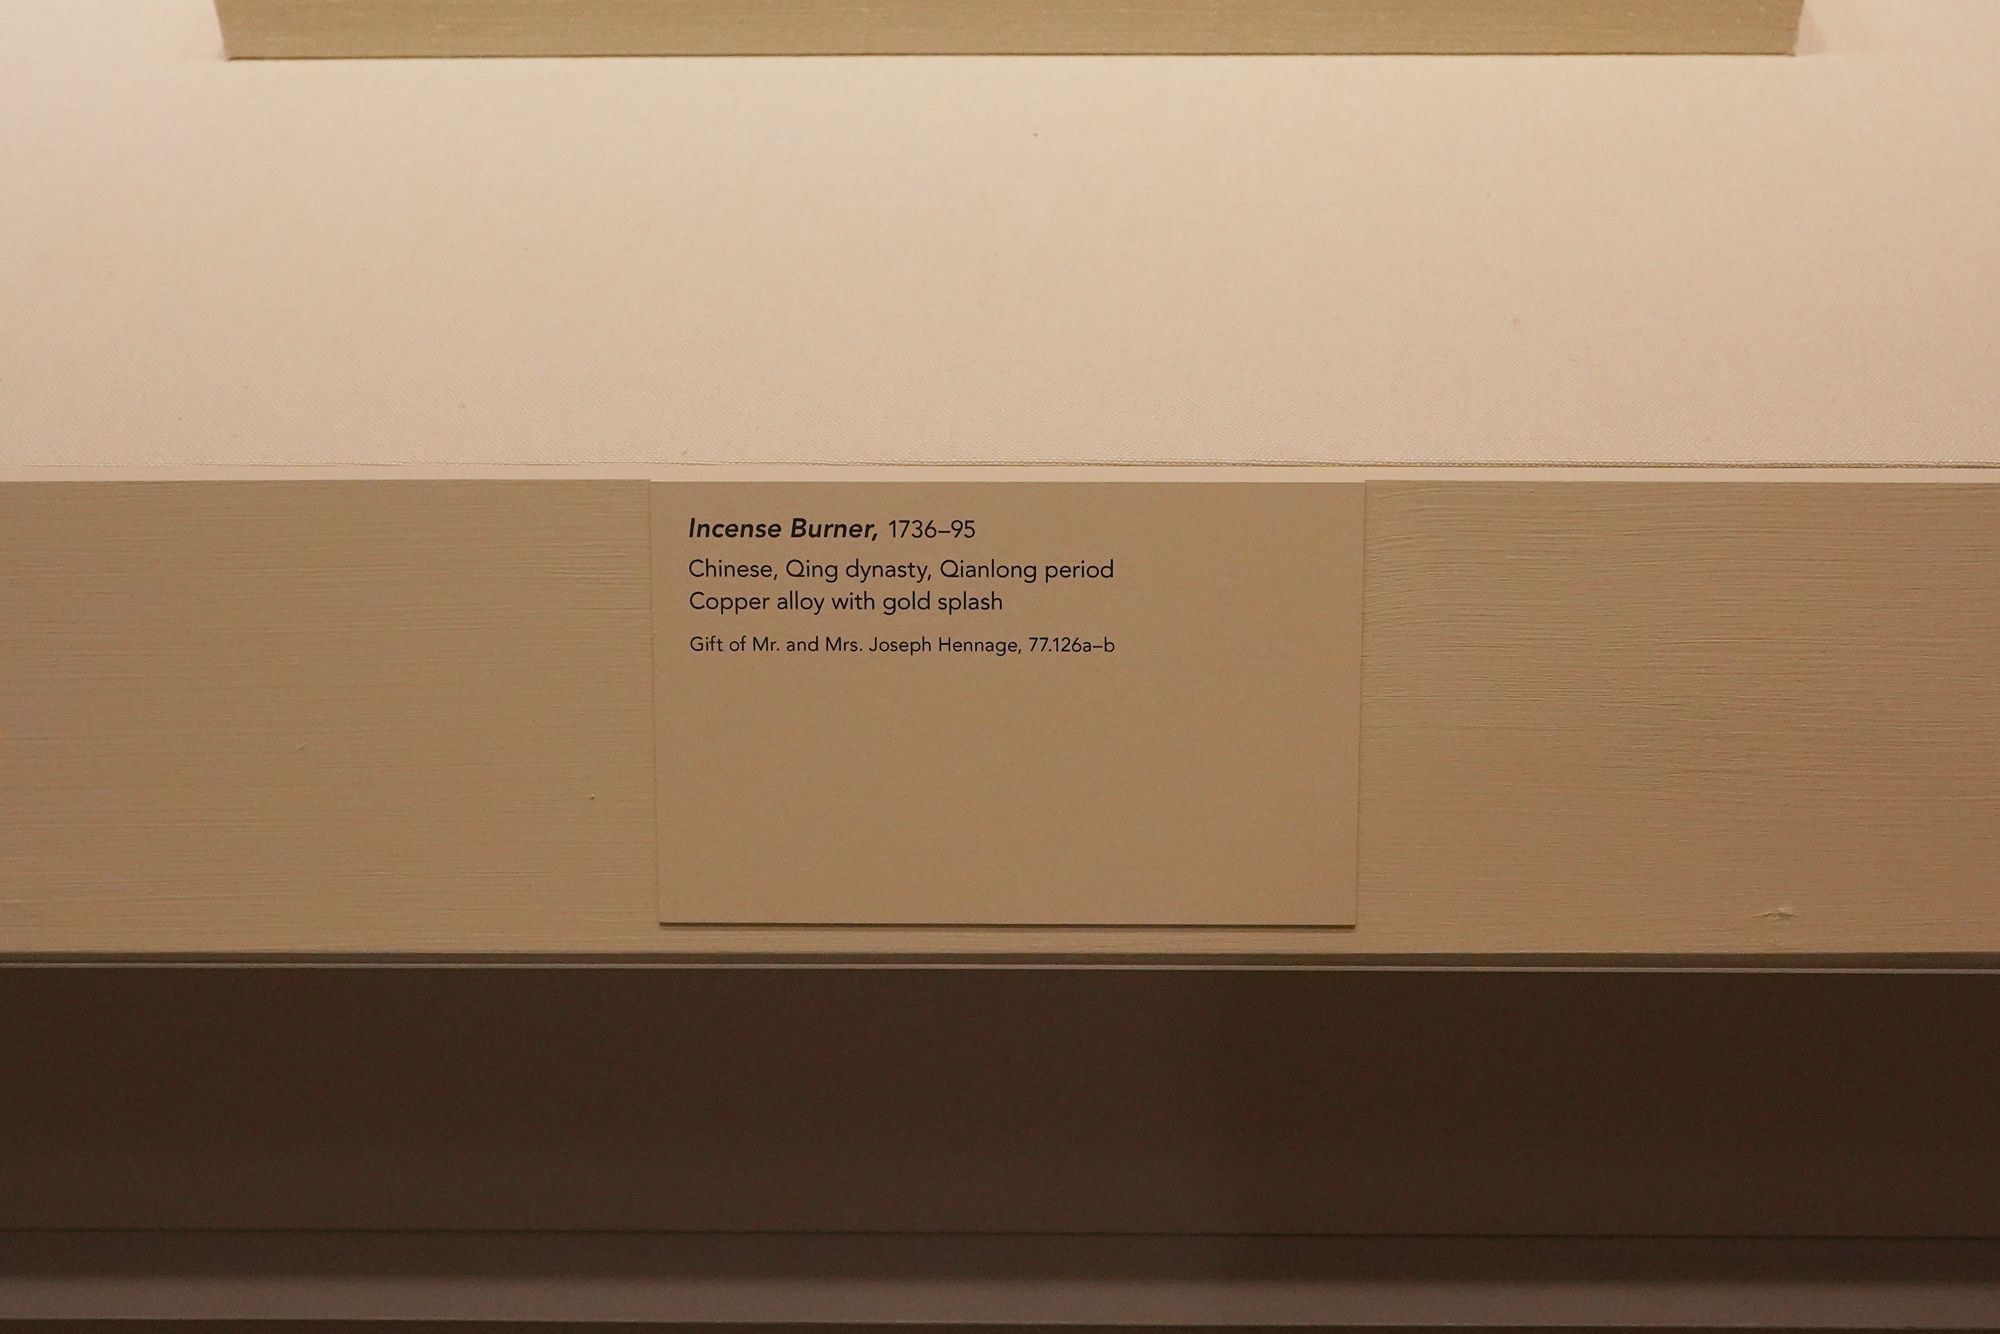 Incense Burner, 1736–95
Chinese, Qing dynasty, Qianlong period
Copper alloy with gold splash
Gift of Mr. and Mrs. Joseph Hennage, 77.126a–b